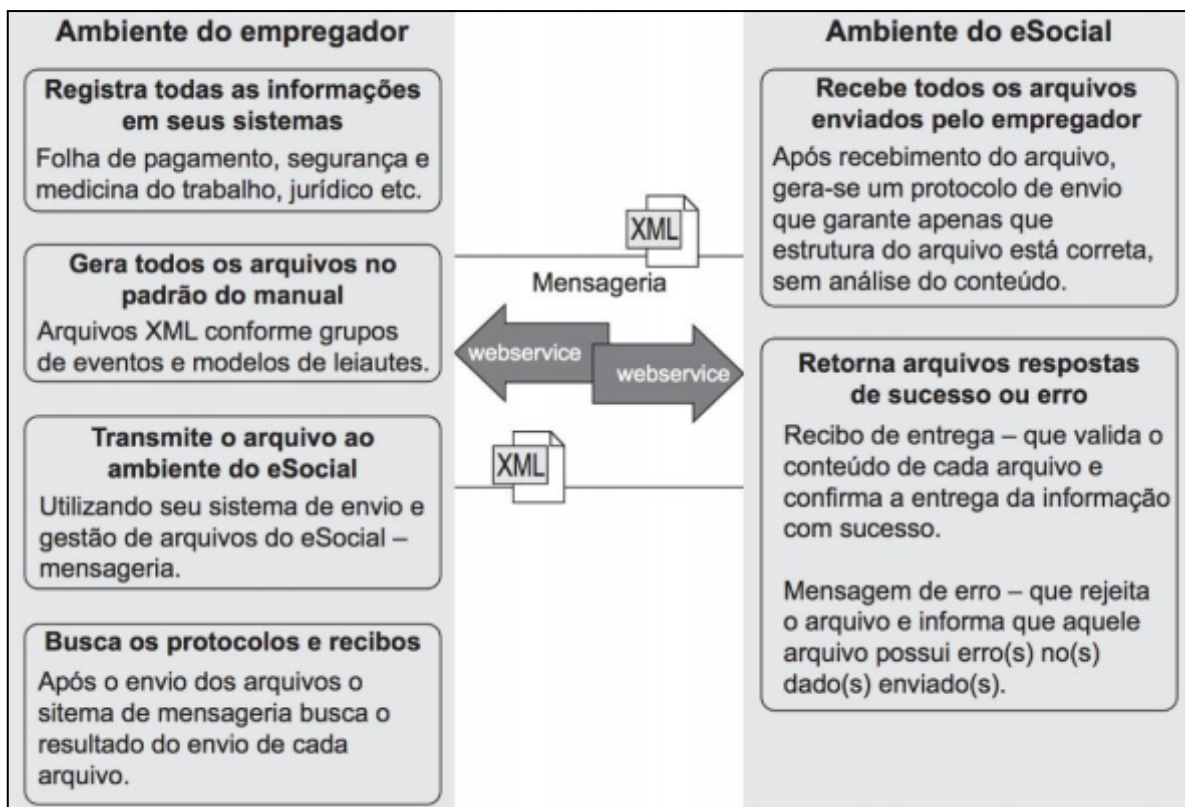 Ambiente do empregador
Registra todas as informações
em seus sistemas
Folha de pagamento, segurança e
medicina do trabalho, jurídico etc.
Gera todos os arquivos no
padrão do manual
Arquivos XML conforme grupos
de eventos e modelos de leiautes.
Transmite o arquivo ao
ambiente do eSocial
Utilizando seu sistema de envio e
gestão de arquivos do eSocial –
mensageria.
Busca os protocolos e recibos
Após o envio dos arquivos o
sitema de mensageria busca o
resultado do envio de cada
arquivo.
XML
Mensageria
webservice
webservice
XML
Ambiente do eSocial
Recebe todos os arquivos
enviados pelo empregador
Após recebimento do arquivo,
gera-se um protocolo de envio
que garante apenas que
estrutura do arquivo está correta,
sem análise do conteúdo.
Retorna arquivos respostas
de sucesso ou erro
Recibo de entrega – que valida o
conteúdo de cada arquivo e
confirma a entrega da informação
com sucesso.
Mensagem de erro – que rejeita
o arquivo e informa que aquele
arquivo possui erro(s) no(s)
dado(s) enviado(s).